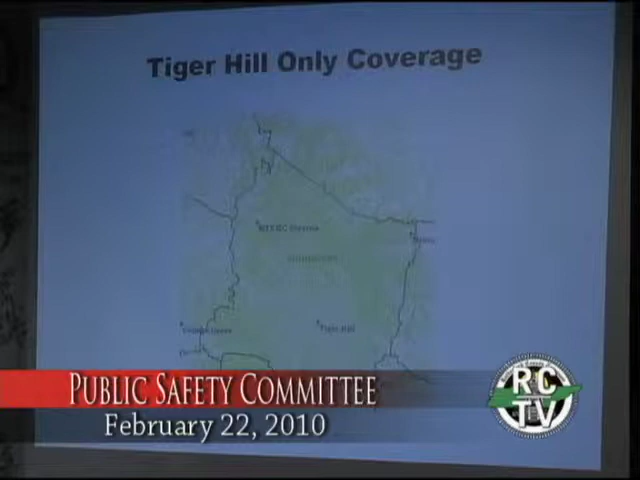 Tiger Hill Only Coverage
Tiger Hill
PUBLIC SAFETY COMMITTEE
February 22, 2010
RC
TV